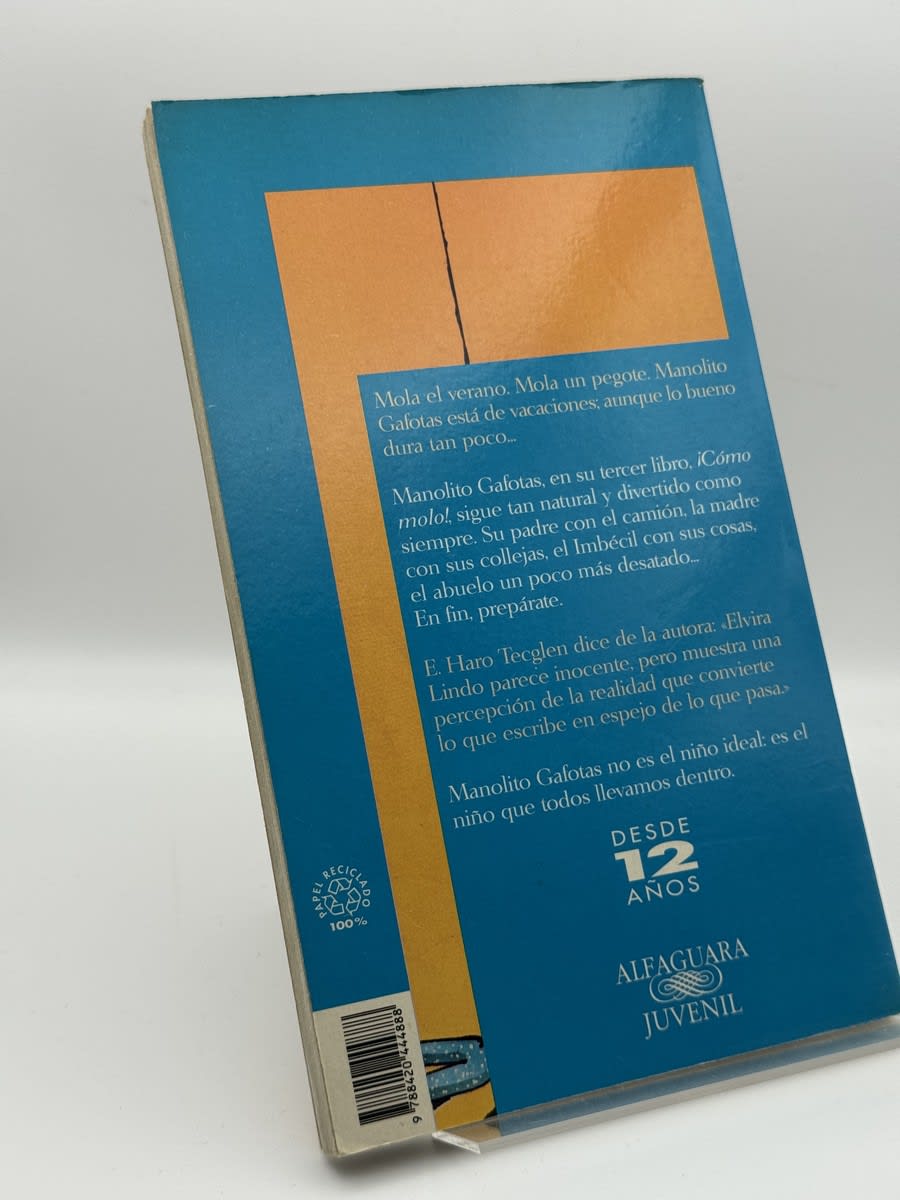 Mola el verano. Mola un pegote. Manolito
Gafotas está de vacaciones; aunque lo bueno
dura tan poco...
Manolito Gafotas, en su tercer libro, ¡Cómo
molo!, sigue tan natural y divertido como
siempre. Su padre con el camión, la madre
con sus collejas, el Imbécil con sus cosas,
el abuelo un poco más desatado...
En fin, prepárate.
E. Haro Tecglen dice de la autora: «Elvira
Lindo parece inocente, pero muestra una
percepción de la realidad que convierte
lo que escribe en espejo de lo que pasa.»
Manolito Gafotas no es el niño ideal: es el
niño que todos llevamos dentro.
DESDE
12
AÑOS
PAPEL RECICLADO
100%
ALFAGUARA
JUVENIL
9 788420 444888